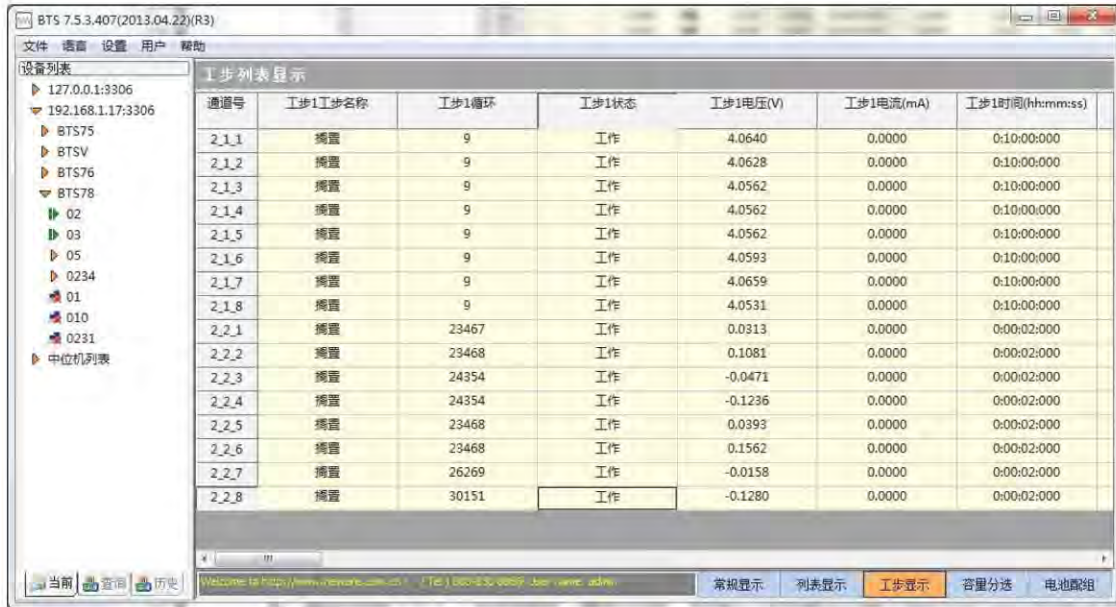 BTS 7.5.3.407(2013.04.22)(R3)
文件 语言 设置 用户 帮助
设备列表
127.0.0.1:3306
192.168.1.17:3306
BTS75
BTSV
BTS76
BTS78
02
03
05
0234
01
010
0231
中位机列表
当前 查询 历史
工步列表显示
通道号 工步1工步名称 工步1循环 工步1状态 工步1电压(V) 工步1电流(mA) 工步1时间(hh:mm:ss)
2_1_1 搁置 9 工作 4.0640 0.0000 0:10:00:000
2_1_2 搁置 9 工作 4.0628 0.0000 0:10:00:000
2_1_3 搁置 9 工作 4.0562 0.0000 0:10:00:000
2_1_4 搁置 9 工作 4.0562 0.0000 0:10:00:000
2_1_5 搁置 9 工作 4.0562 0.0000 0:10:00:000
2_1_6 搁置 9 工作 4.0593 0.0000 0:10:00:000
2_1_7 搁置 9 工作 4.0659 0.0000 0:10:00:000
2_1_8 搁置 9 工作 4.0531 0.0000 0:10:00:000
2_2_1 搁置 23467 工作 0.0313 0.0000 0:00:02:000
2_2_2 搁置 23468 工作 0.1081 0.0000 0:00:02:000
2_2_3 搁置 24354 工作 -0.0471 0.0000 0:00:02:000
2_2_4 搁置 24354 工作 -0.1236 0.0000 0:00:02:000
2_2_5 搁置 23468 工作 0.0393 0.0000 0:00:02:000
2_2_6 搁置 23468 工作 0.1562 0.0000 0:00:02:000
2_2_7 搁置 26269 工作 -0.0158 0.0000 0:00:02:000
2_2_8 搁置 30151 工作 -0.1280 0.0000 0:00:02:000
Welcome to
常规显示 列表显示 工步显示 容量分选 电池配组